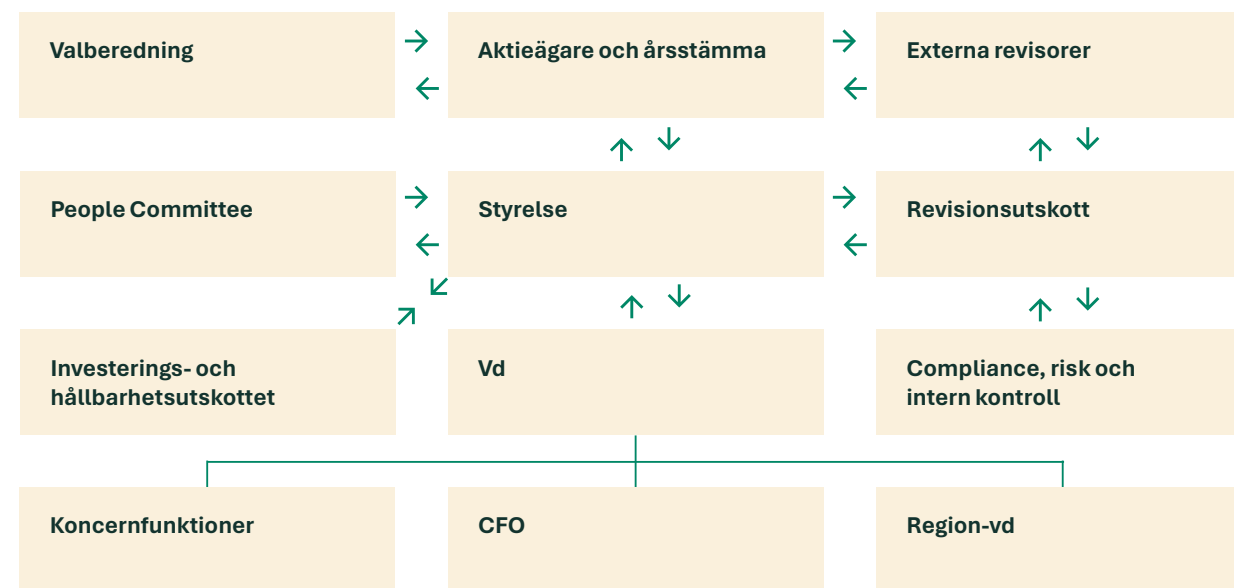 Valberedning
Aktieägare och årsstämma
Externa revisorer
People Committee
Styrelse
Revisionsutskott
Investerings- och
hållbarhetsutskottet
Vd
Compliance, risk och
intern kontroll
Koncernfunktioner
CFO
Region-vd